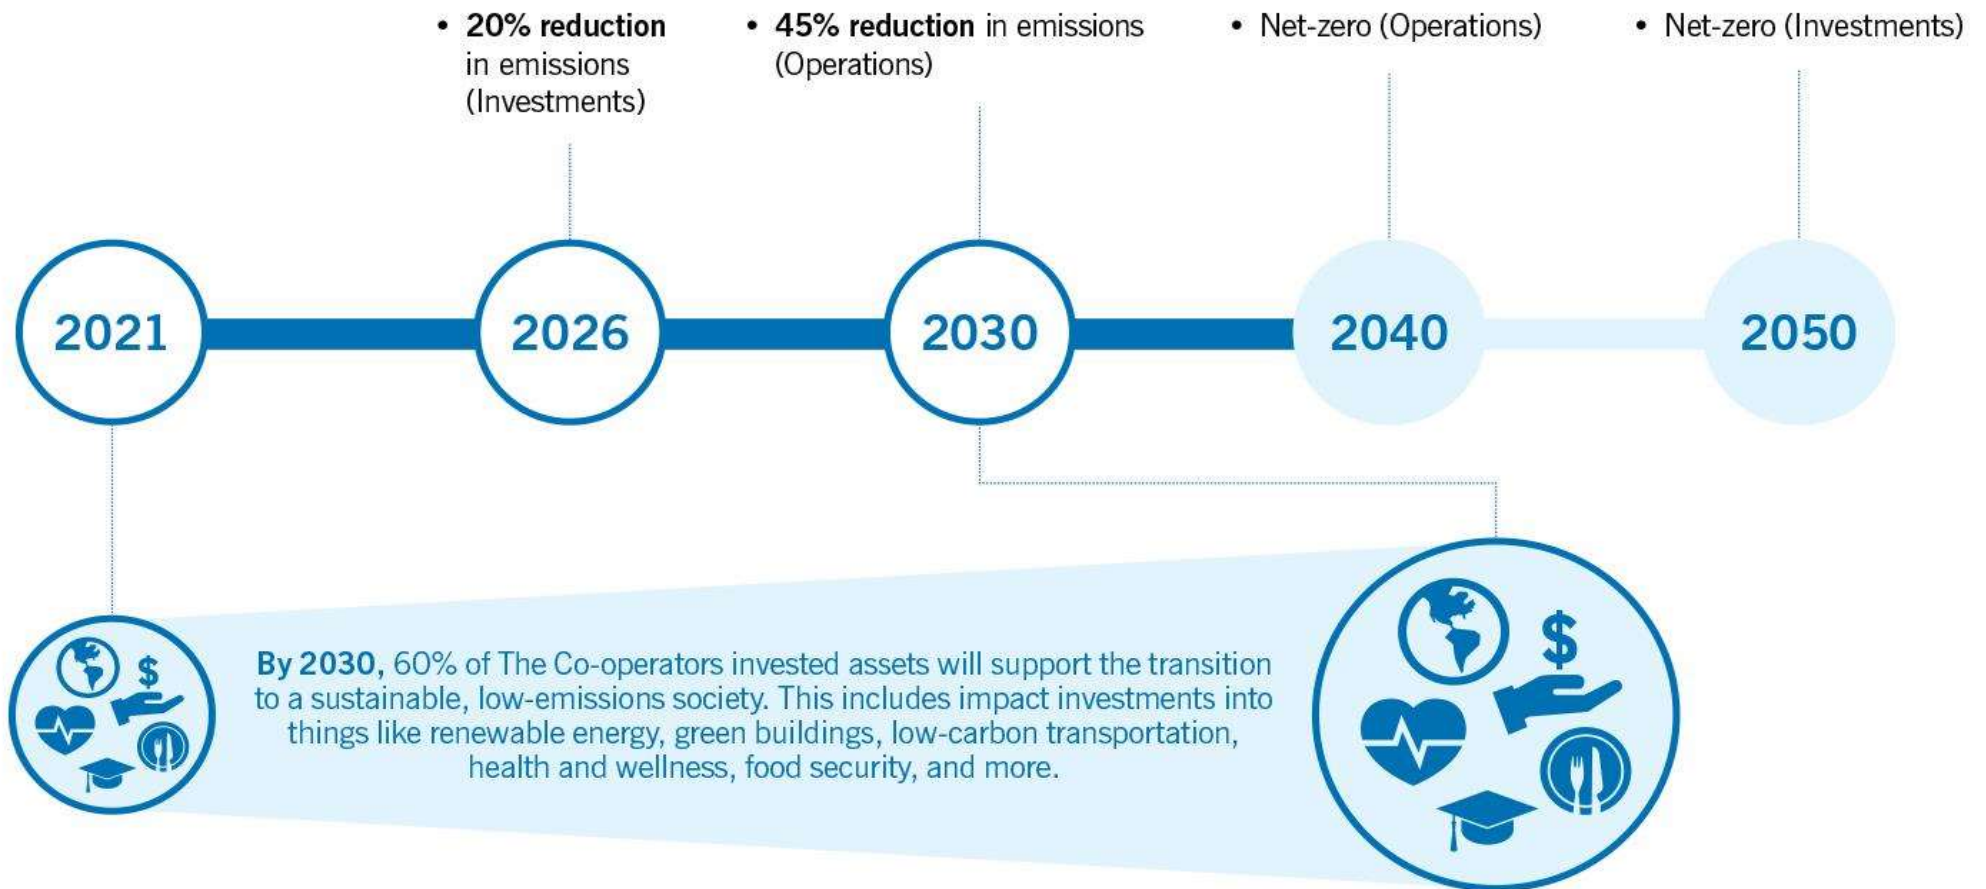 • 20% reduction
in emissions
(Investments)
• 45% reduction in emissions
(Operations)
• Net-zero (Operations)
• Net-zero (Investments)
2021
2026
2030
2040
2050
$
By 2030, 60% of The Co-operators invested assets will support the transition
to a sustainable, low-emissions society. This includes impact investments into
things like renewable energy, green buildings, low-carbon transportation,
health and wellness, food security, and more.
$